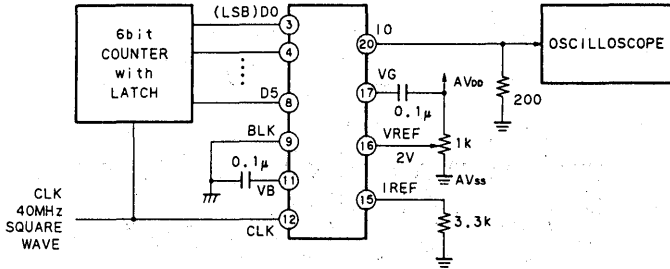 (LSB)D0
6bit
COUNTER
with
LATCH
D5
BLK
0.1μ
VB
CLK
40MHz
SQUARE
WAVE
CLK
3
4
8
9
11
12
20
17
16
15
IO
OSCILLOSCOPE
200
VG
0.1μ
AVDD
VREF
2V
1k
AVSS
IREF
3.3k